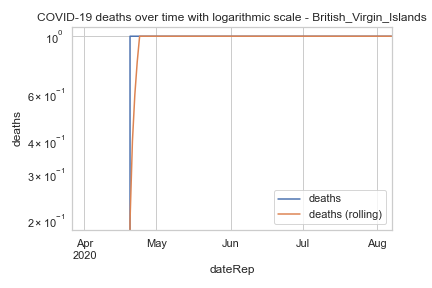 COVID-19 deaths over time with logarithmic scale - British_Virgin_Islands
10⁰
6 × 10⁻¹
4 × 10⁻¹
3 × 10⁻¹
2 × 10⁻¹
deaths
deaths
deaths (rolling)
Apr
2020
May
Jun
Jul
Aug
dateRep